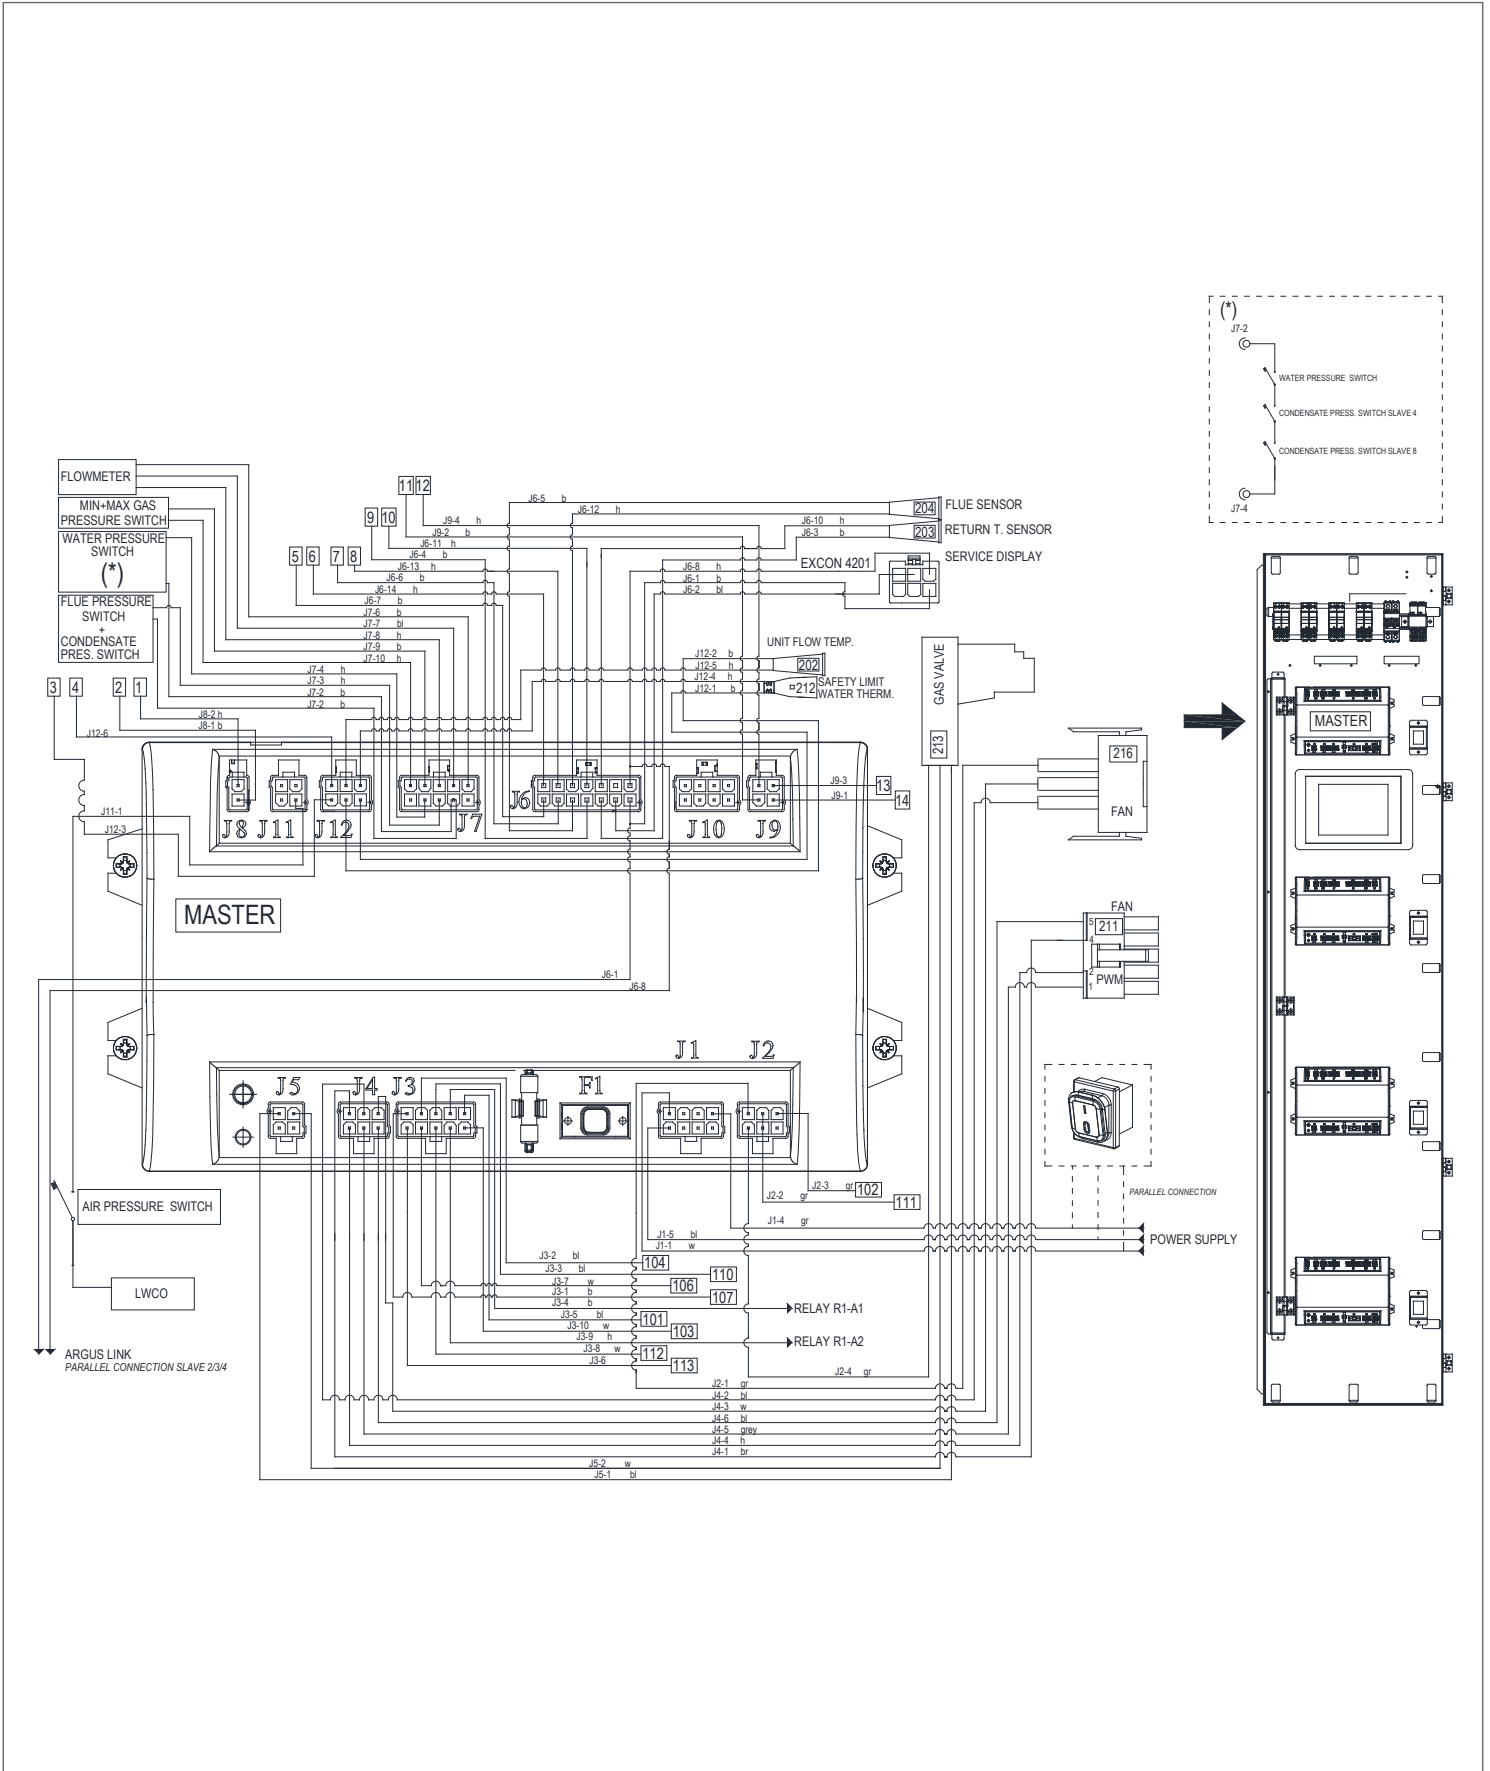 (*)
J7-2
WATER PRESSURE SWITCH
CONDENSATE PRESS. SWITCH SLAVE 4
CONDENSATE PRESS. SWITCH SLAVE 8
J7-4
FLOWMETER
MIN+MAX GAS
PRESSURE SWITCH
WATER PRESSURE
SWITCH
(*)
FLUE PRESSURE
SWITCH
+
CONDENSATE
PRES. SWITCH
3
4
2
1
11
12
9
10
5
6
7
8
J6-5 b
J6-12 h
J9-4 h
J9-2 b
J6-11 h
J6-4 b
J6-13 h
J6-6 b
J6-14 h
J6-7 b
J7-6 b
J7-7 bl
J7-8 h
J7-9 b
J7-10 h
J7-4 h
J7-3 h
J7-2 b
J7-2 b
J8-2 h
J8-1 b
J12-6
J11-1
J12-3
204
FLUE SENSOR
J6-10 h
J6-3 b
203
RETURN T. SENSOR
J6-8 h
J6-1 b
J6-2 bl
EXCON 4201
SERVICE DISPLAY
UNIT FLOW TEMP.
J12-2 b
J12-5 h
J12-4 h
J12-1 b
202
212
SAFETY LIMIT
WATER THERM.
GAS VALVE
213
216
FAN
MASTER
J9-3
13
J9-1
14
J8
J11
J12
J7
J6
J10
J9
MASTER
FAN
5
211
4
2
PWM
1
J6-1
J6-8
J1
J2
J5
J4
J3
F1
I
0
AIR PRESSURE SWITCH
LWCO
J2-3 gr
102
J2-2 gr
111
PARALLEL CONNECTION
J1-4 gr
J1-5 bl
J1-1 w
POWER SUPPLY
J3-2 bl
104
J3-3 bl
110
J3-7 w
106
J3-1 b
107
J3-4 b
RELAY R1-A1
J3-5 bl
101
J3-10 w
103
J3-9 h
RELAY R1-A2
J3-8 w
112
J3-6
113
ARGUS LINK
PARALLEL CONNECTION SLAVE 2/3/4
J2-4 gr
J2-1 gr
J4-2 bl
J4-3 w
J4-6 bl
J4-5 grey
J4-4 h
J4-1 br
J5-2 w
J5-1 bl